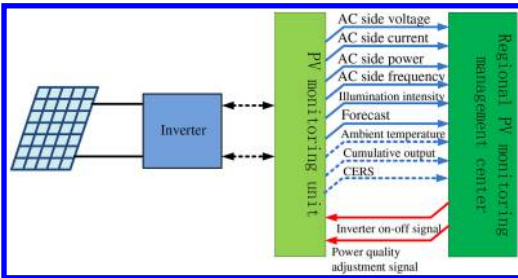 Inverter
PV monitoring unit
AC side voltage
AC side current
AC side power
AC side frequency
Illumination intensity
Forecast
Ambient temperature
Cumulative output
CERS
Inverter on-off signal
Power quality
adjustment signal
Regional PV monitoring
management center